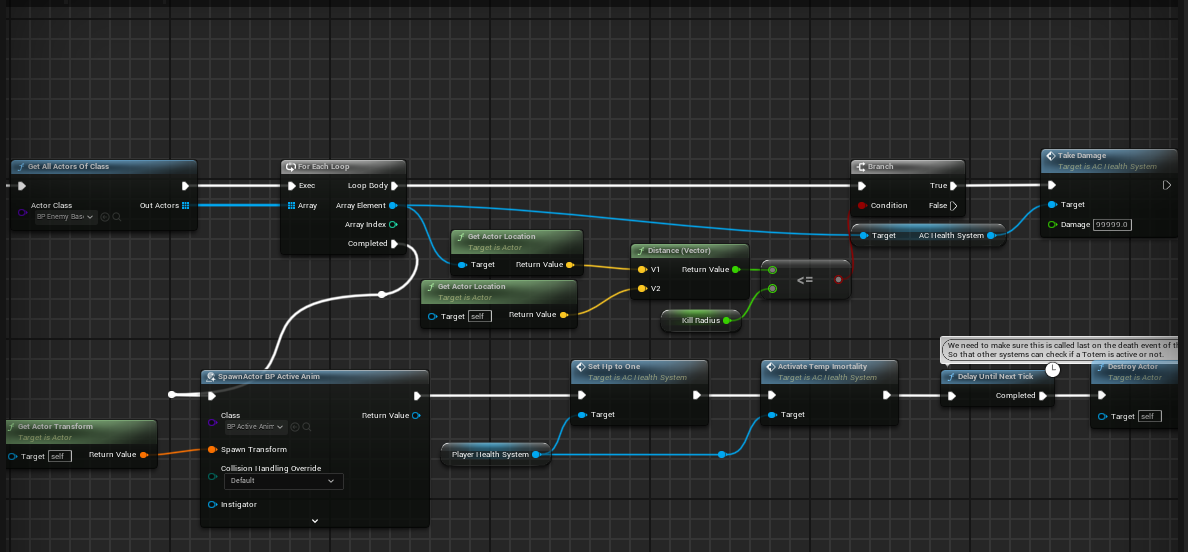 Get All Actors Of Class
Actor Class
BP Enemy Bas
Out Actors
For Each Loop
Exec
Loop Body
Array
Array Element
Array Index
Completed
Get Actor Location
Target is Actor
Target
Return Value
Get Actor Location
Target is Actor
Target
self
Return Value
Distance (Vector)
V1
Return Value
V2
<=
Kill Radius
Branch
True
Condition
False
Target
AC Health System
Take Damage
Target is AC Health System
Target
Damage
99999.0
Get Actor Transform
Target is Actor
Target
self
Return Value
SpawnActor BP Active Anim
Class
BP Active Anim
Return Value
Spawn Transform
Collision Handling Override
Default
Instigator
Set Hp to One
Target is AC Health System
Target
Player Health System
Activate Temp Imortality
Target is AC Health System
Target
We need to make sure this is called last on the death event of th
So that other systems can check if a Totem is active or not.
Delay Until Next Tick
Completed
Destroy Actor
Target is Actor
Target
self